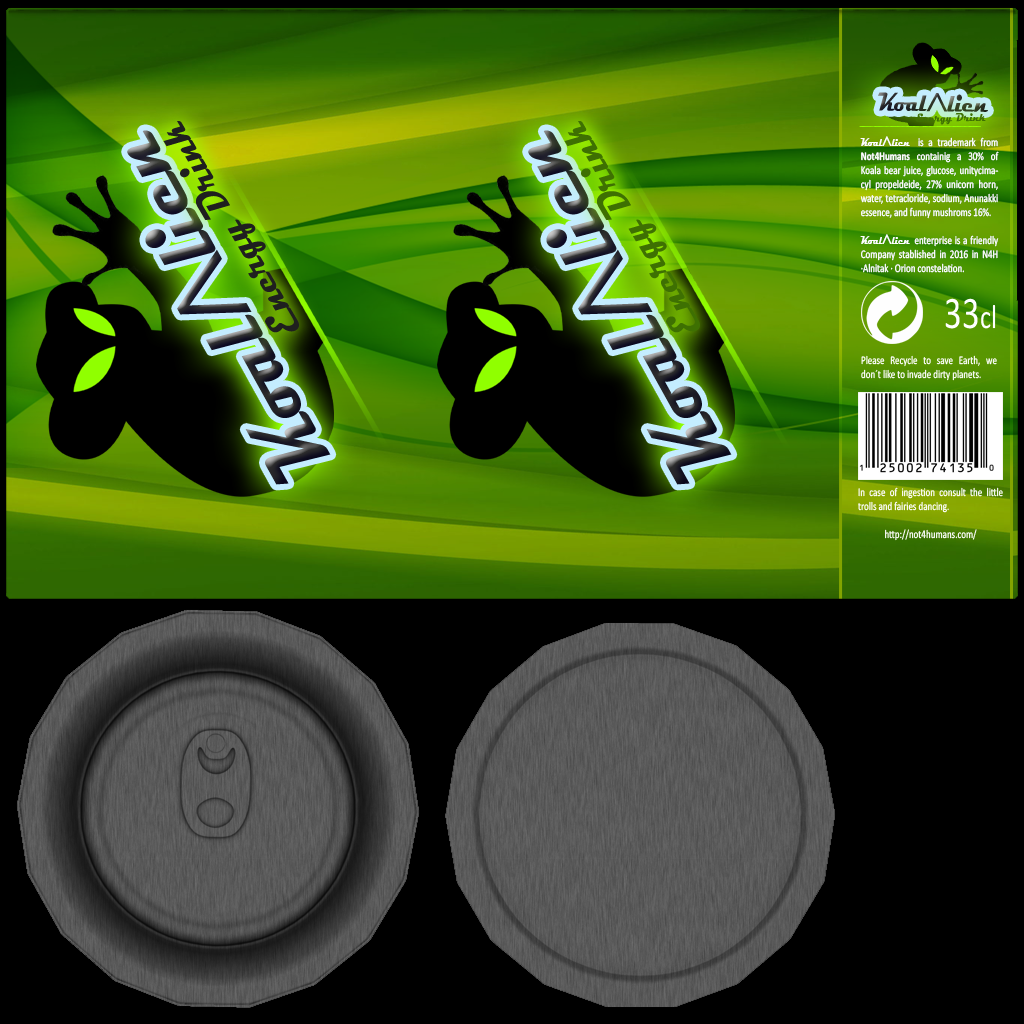 KoalAlien
Energy Drink
KoalAlien
Energy Drink
KoalAlien
Energy Drink
KoalAlien is a trademark from
Not4Humans containig a 30% of
Koala bear juice, glucose, unitycima-
cyl propeldeide, 27% unicorn horn,
water, tetracloride, sodium, Anunakki
essence, and funny mushroms 16%.
KoalAlien enterprise is a friendly
Company stablished in 2016 in N4H
·Alnitak · Orion constelation.
33cl
Please Recycle to save Earth, we
don´t like to invade dirty planets.
1 25002 74135 0
In case of ingestion consult the little
trolls and fairies dancing.
http://not4humans.com/